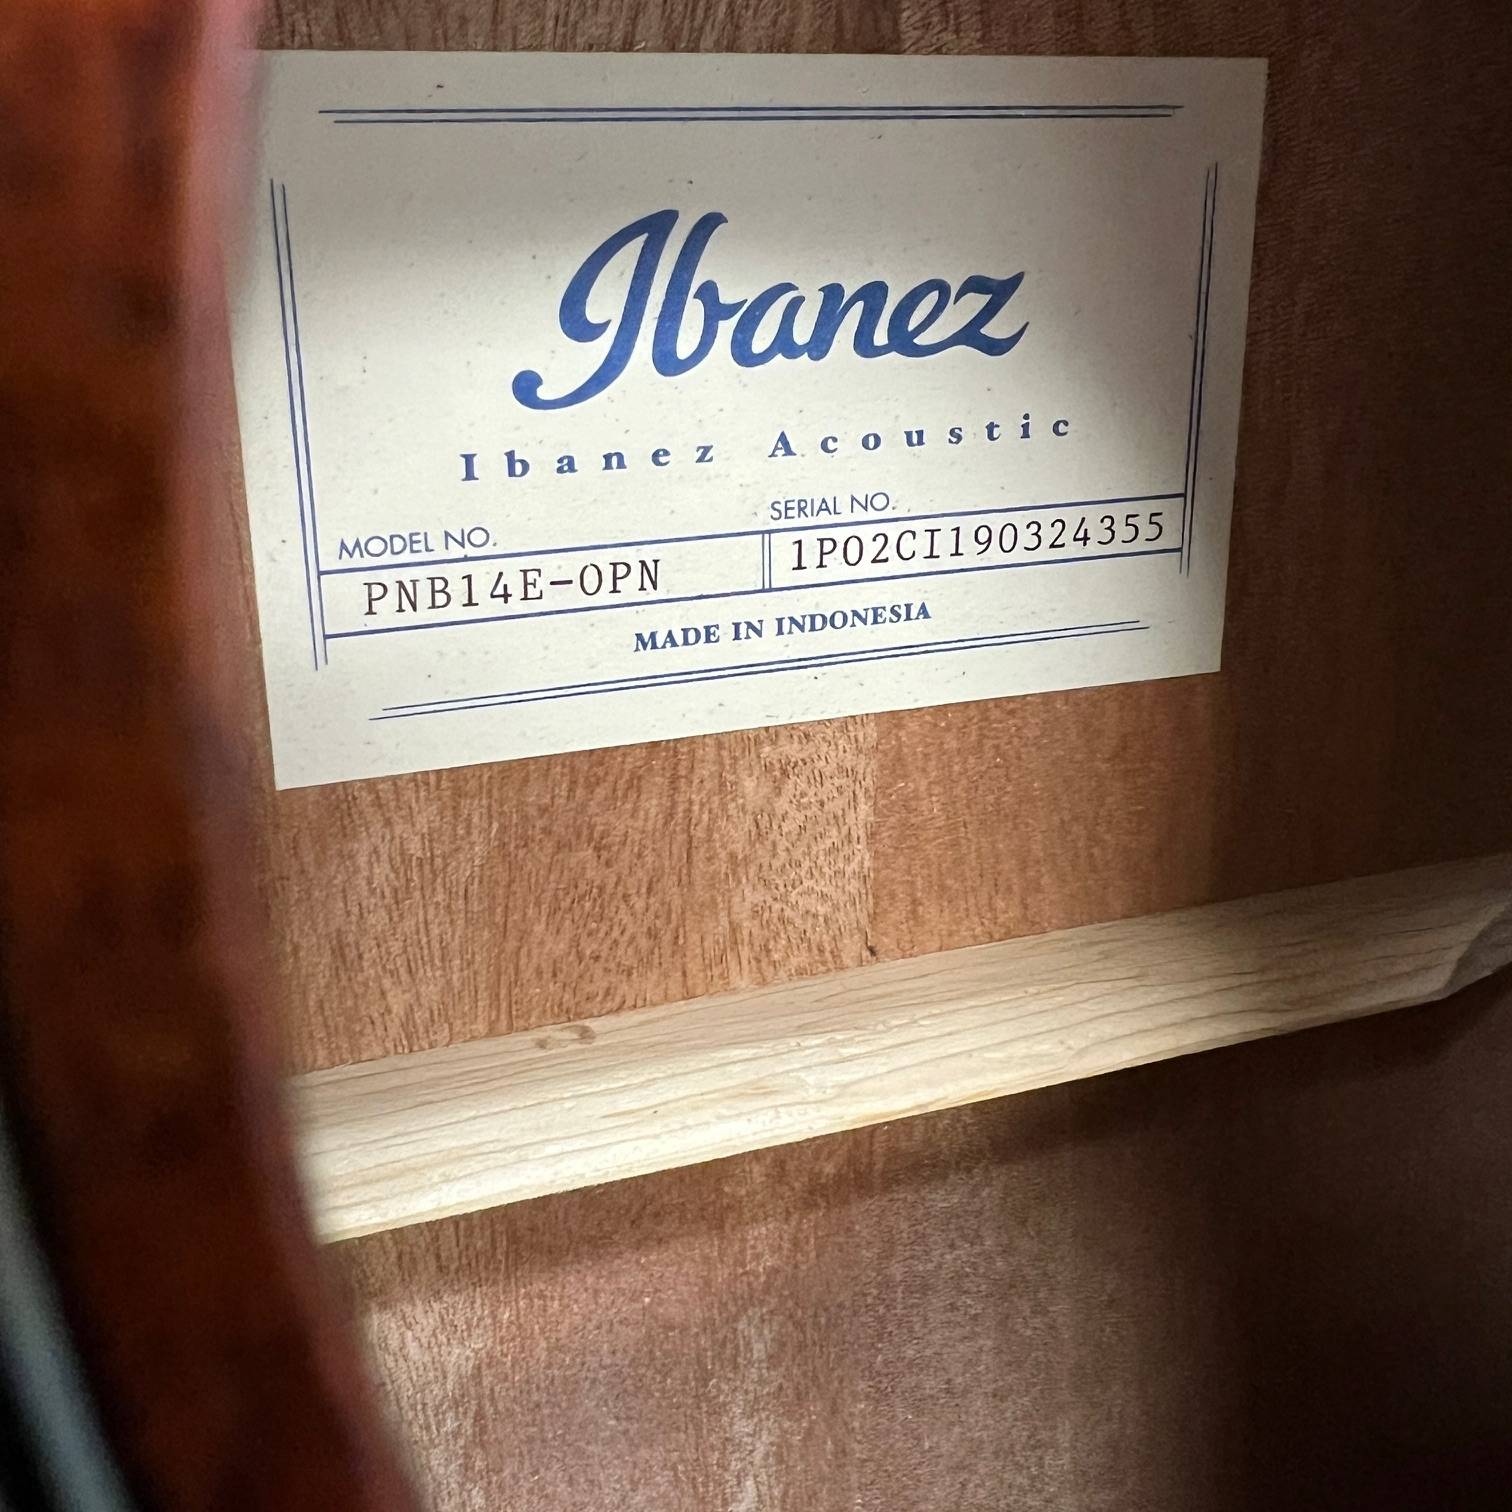 Ibanez
Ibanez Acoustic
MODEL NO. SERIAL NO.
PNB14E-OPN 1P02CI190324355
MADE IN INDONESIA